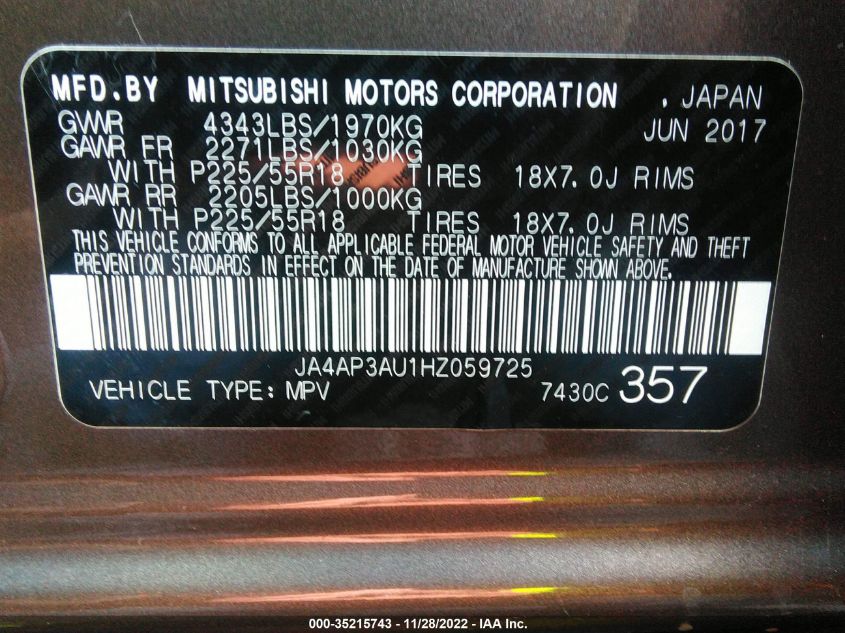 MFD.BY MITSUBISHI MOTORS CORPORATION . JAPAN
GVWR 4343LBS/1970KG JUN 2017
GAWR FR 2271LBS/1030KG
WITH P225/55R18 TIRES 18X7.0J RIMS
GAWR RR 2205LBS/1000KG
WITH P225/55R18 TIRES 18X7.0J RIMS
THIS VEHICLE CONFORMS TO ALL APPLICABLE FEDERAL MOTOR VEHICLE SAFETY AND THEFT
PREVENTION STANDARDS IN EFFECT ON THE DATE OF MANUFACTURE SHOWN ABOVE.
JA4AP3AU1HZ059725
VEHICLE TYPE: MPV 7430C 357
000-35215743 - 11/28/2022 - IAA Inc.